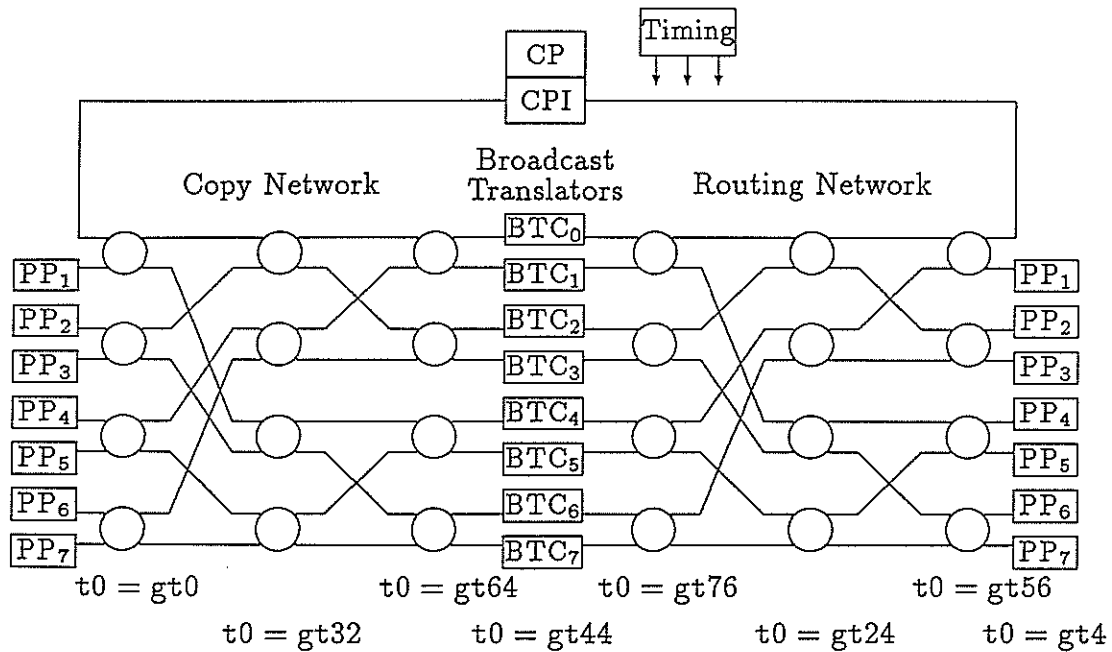 Timing
CP
CPI
Copy Network
Broadcast
Translators
Routing Network
BTC₀
PP₁ BTC₁ PP₁
PP₂ BTC₂ PP₂
PP₃ BTC₃ PP₃
PP₄ BTC₄ PP₄
PP₅ BTC₅ PP₅
PP₆ BTC₆ PP₆
PP₇ BTC₇ PP₇
t0 = gt0 t0 = gt64 t0 = gt76 t0 = gt56
t0 = gt32 t0 = gt44 t0 = gt24 t0 = gt4